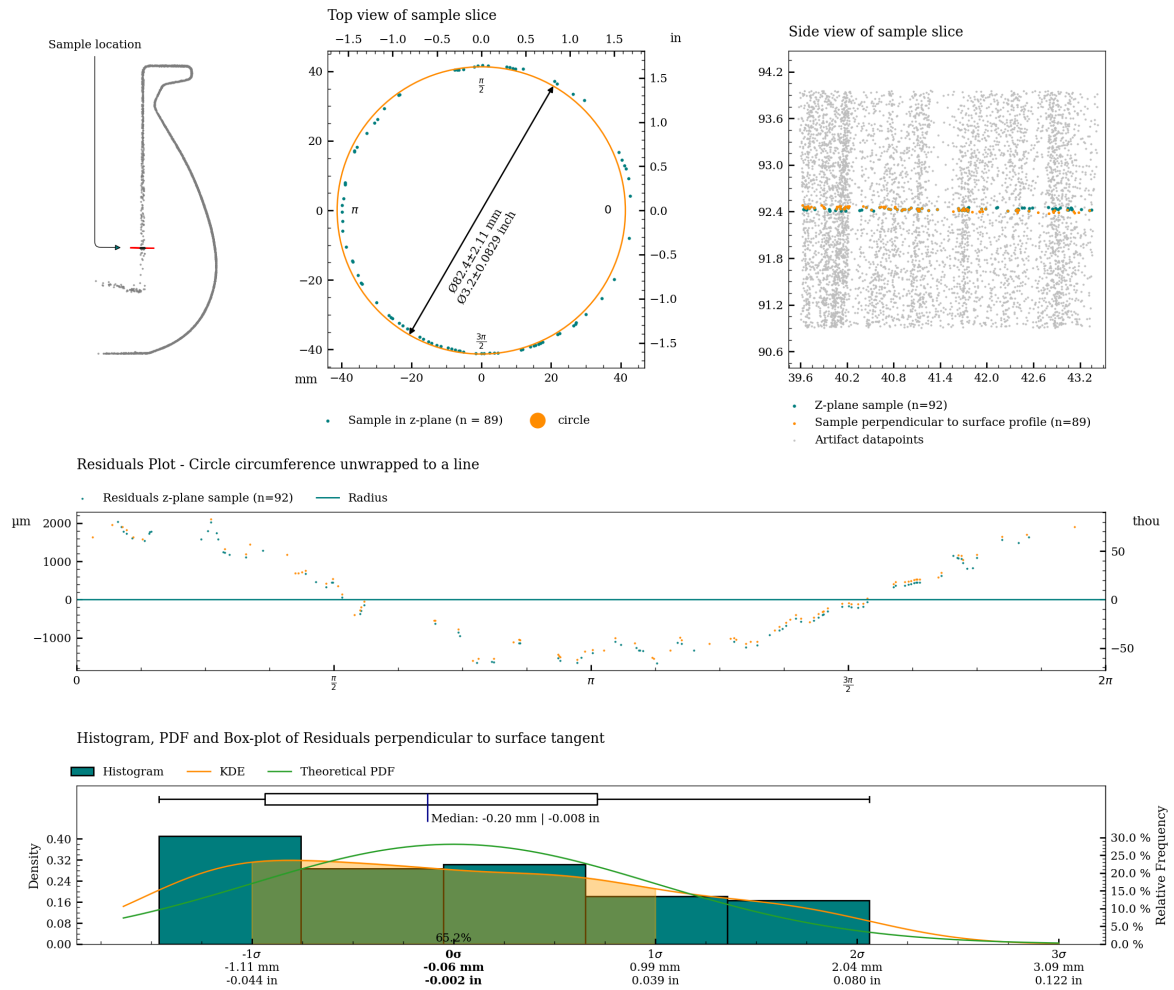 Sample location
Top view of sample slice
−1.5 −1.0 −0.5 0.0 0.5 1.0 1.5 in
40 20 0 −20 −40
1.5 1.0 0.5 0.0 −0.5 −1.0 −1.5
π/2
π
0
3π/2
Ø82.4±2.11 mm
Ø3.2±0.0829 inch
mm −40 −20 0 20 40
Sample in z-plane (n = 89) circle
Side view of sample slice
94.2
93.6
93.0
92.4
91.8
91.2
90.6
39.6 40.2 40.8 41.4 42.0 42.6 43.2
Z-plane sample (n=92)
Sample perpendicular to surface profile (n=89)
Artifact datapoints
Residuals Plot - Circle circumference unwrapped to a line
Residuals z-plane sample (n=92) Radius
µm thou
2000
1000
0
−1000
50
0
−50
0 π/2 π 3π/2 2π
Histogram, PDF and Box-plot of Residuals perpendicular to surface tangent
Histogram KDE Theoretical PDF
Median: -0.20 mm | -0.008 in
Density
0.40
0.32
0.24
0.16
0.08
0.00
30.0 %
25.0 %
20.0 %
15.0 %
10.0 %
5.0 %
0.0 %
Relative Frequency
65.2%
-1σ 0σ 1σ 2σ 3σ
-1.11 mm -0.06 mm 0.99 mm 2.04 mm 3.09 mm
-0.044 in -0.002 in 0.039 in 0.080 in 0.122 in